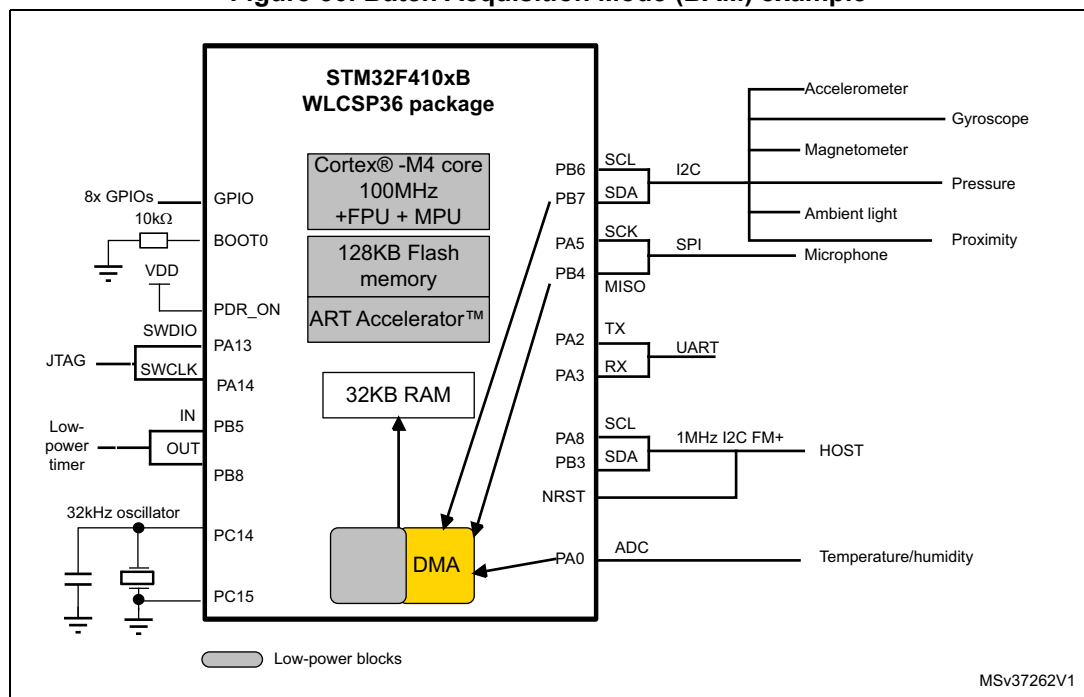 STM32F410xB
WLCSP36 package
Cortex® -M4 core
100MHz
+FPU + MPU
128KB Flash
memory
ART Accelerator™
32KB RAM
DMA
8x GPIOs
GPIO
10kΩ
BOOT0
VDD
PDR_ON
SWDIO
PA13
JTAG
SWCLK
PA14
IN
PB5
Low-
power
timer
OUT
PB8
32kHz oscillator
PC14
PC15
PB6
SCL
I2C
PB7
SDA
Accelerometer
Gyroscope
Magnetometer
Pressure
Ambient light
Proximity
PA5
SCK
SPI
Microphone
PB4
MISO
PA2
TX
UART
PA3
RX
PA8
SCL
1MHz I2C FM+
HOST
PB3
SDA
NRST
PA0
ADC
Temperature/humidity
Low-power blocks
MSv37262V1